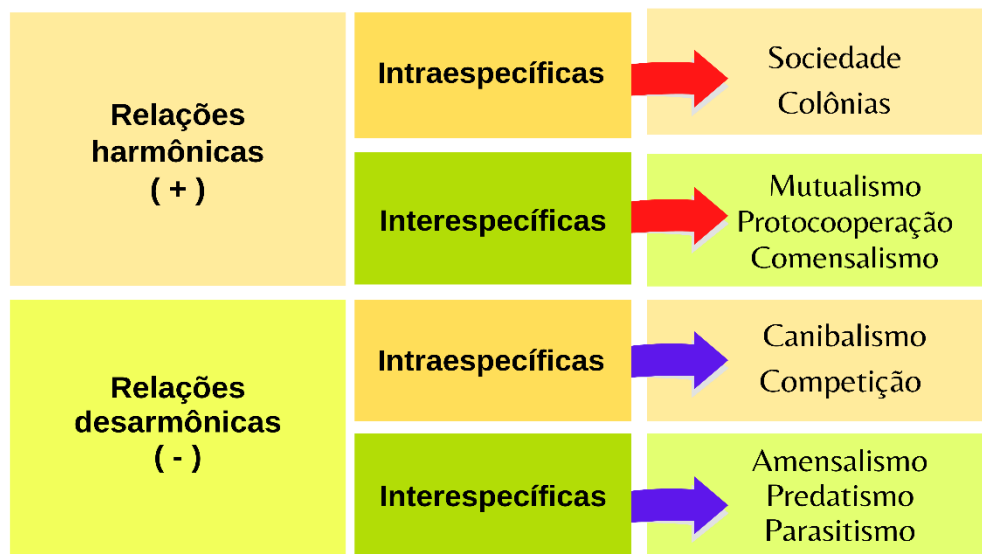 Relações
harmônicas
( + )
Intraespecíficas
Sociedade
Colônias
Interespecíficas
Mutualismo
Protocooperação
Comensalismo
Relações
desarmônicas
( - )
Intraespecíficas
Canibalismo
Competição
Interespecíficas
Amensalismo
Predatismo
Parasitismo